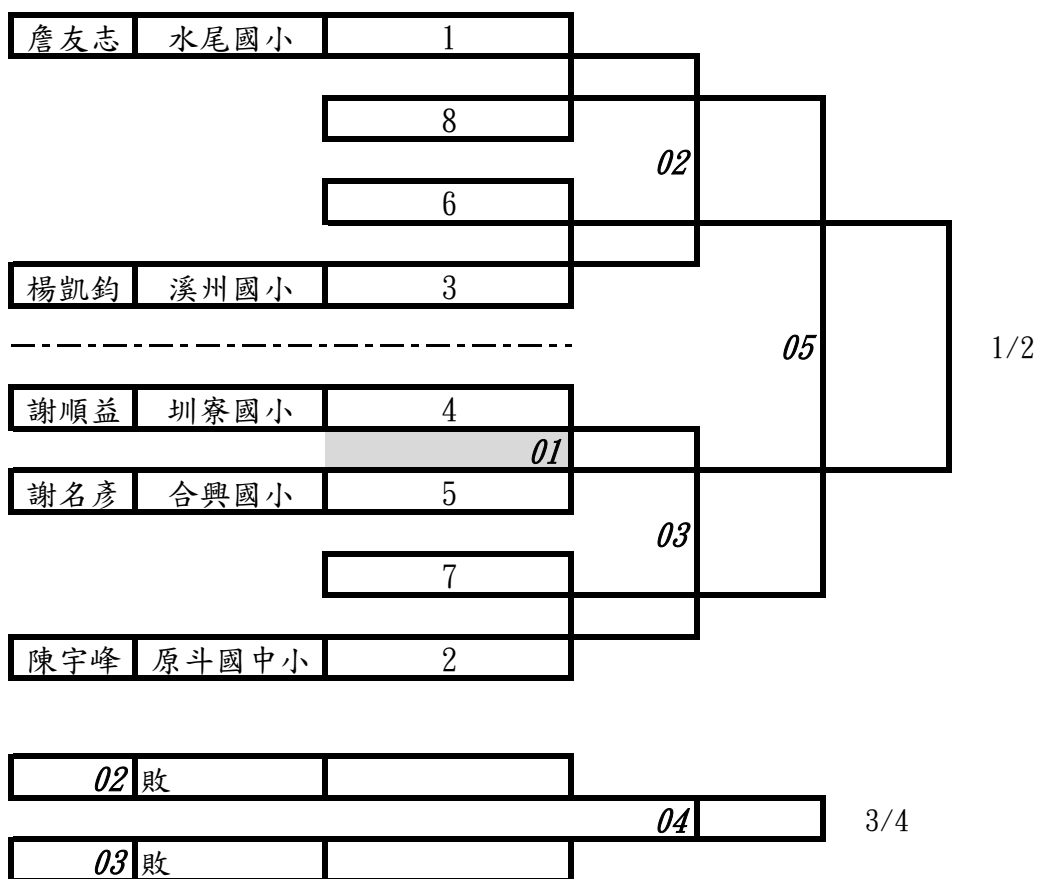 詹友志 水尾國小 1
8
02
6
楊凱鈞 溪州國小 3
05 1/2
謝順益 圳寮國小 4
01
謝名彥 合興國小 5
03
7
陳宇峰 原斗國中小 2
02 敗
04 3/4
03 敗